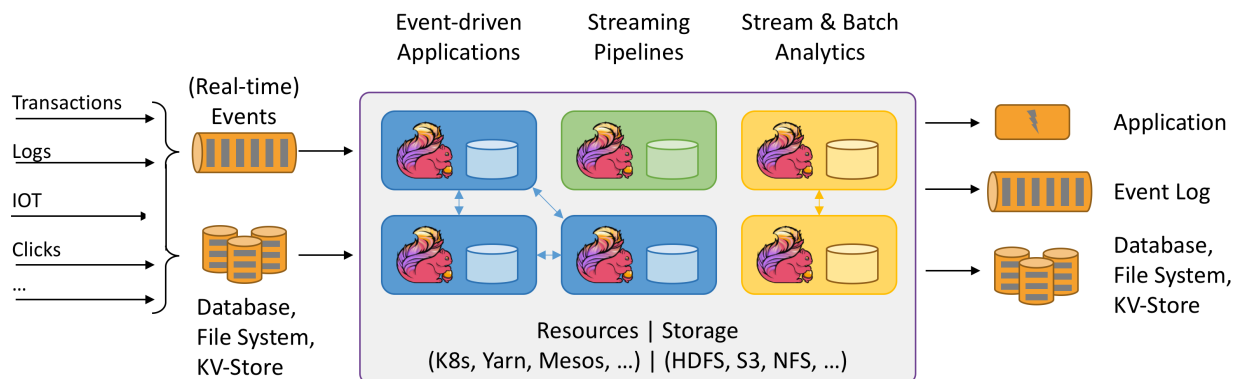 Event-driven
Applications
Streaming
Pipelines
Stream & Batch
Analytics
Transactions
Logs
IOT
Clicks
...
(Real-time)
Events
Database,
File System,
KV-Store
Resources | Storage
(K8s, Yarn, Mesos, ...) | (HDFS, S3, NFS, ...)
Application
Event Log
Database,
File System,
KV-Store